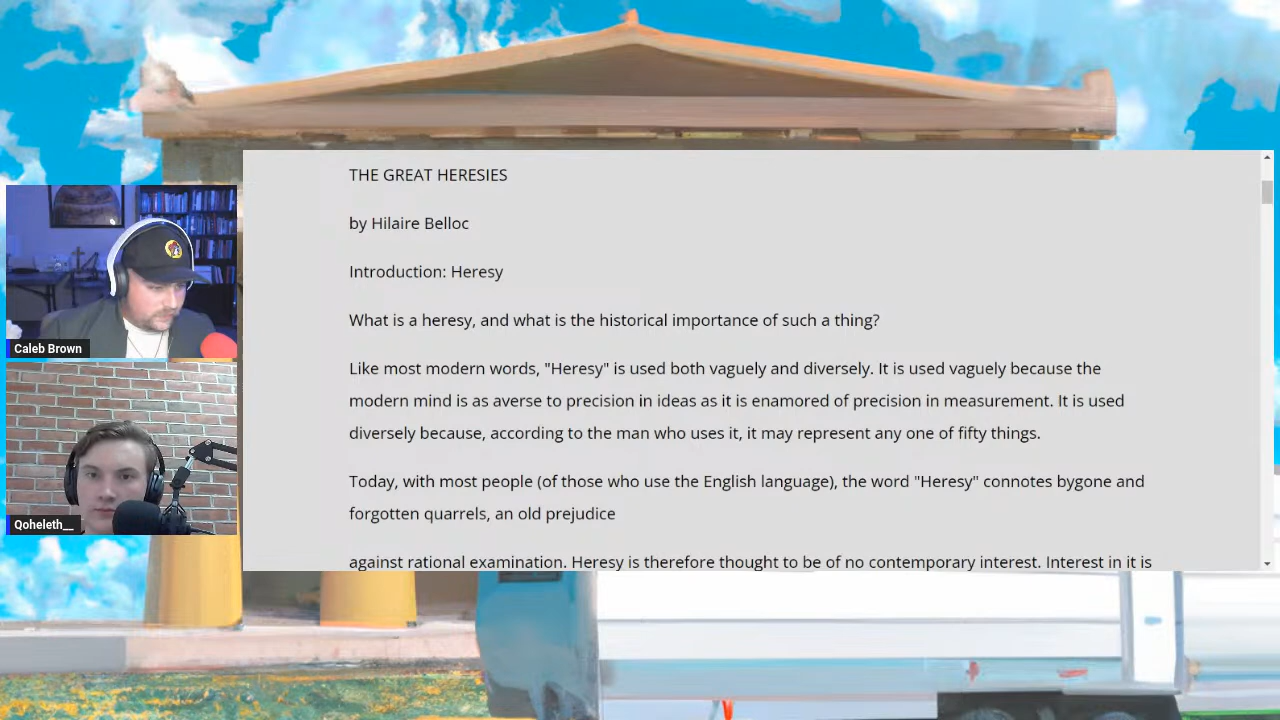 THE GREAT HERESIES
by Hilaire Belloc
Introduction: Heresy
What is a heresy, and what is the historical importance of such a thing?
Like most modern words, "Heresy" is used both vaguely and diversely. It is used vaguely because the
modern mind is as averse to precision in ideas as it is enamored of precision in measurement. It is used
diversely because, according to the man who uses it, it may represent any one of fifty things.
Today, with most people (of those who use the English language), the word "Heresy" connotes bygone and
forgotten quarrels, an old prejudice
against rational examination. Heresy is therefore thought to be of no contemporary interest. Interest in it is
Caleb Brown
Qoheleth__